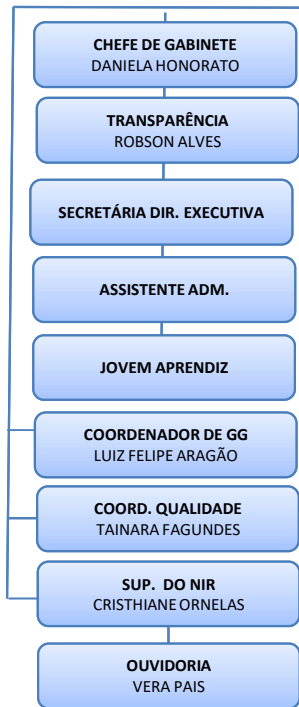 CHEFE DE GABINETE
DANIELA HONORATO
TRANSPARÊNCIA
ROBSON ALVES
SECRETÁRIA DIR. EXECUTIVA
ASSISTENTE ADM.
JOVEM APRENDIZ
COORDENADOR DE GG
LUIZ FELIPE ARAGÃO
COORD. QUALIDADE
TAINARA FAGUNDES
SUP. DO NIR
CRISTHIANE ORNELAS
OUVIDORIA
VERA PAIS